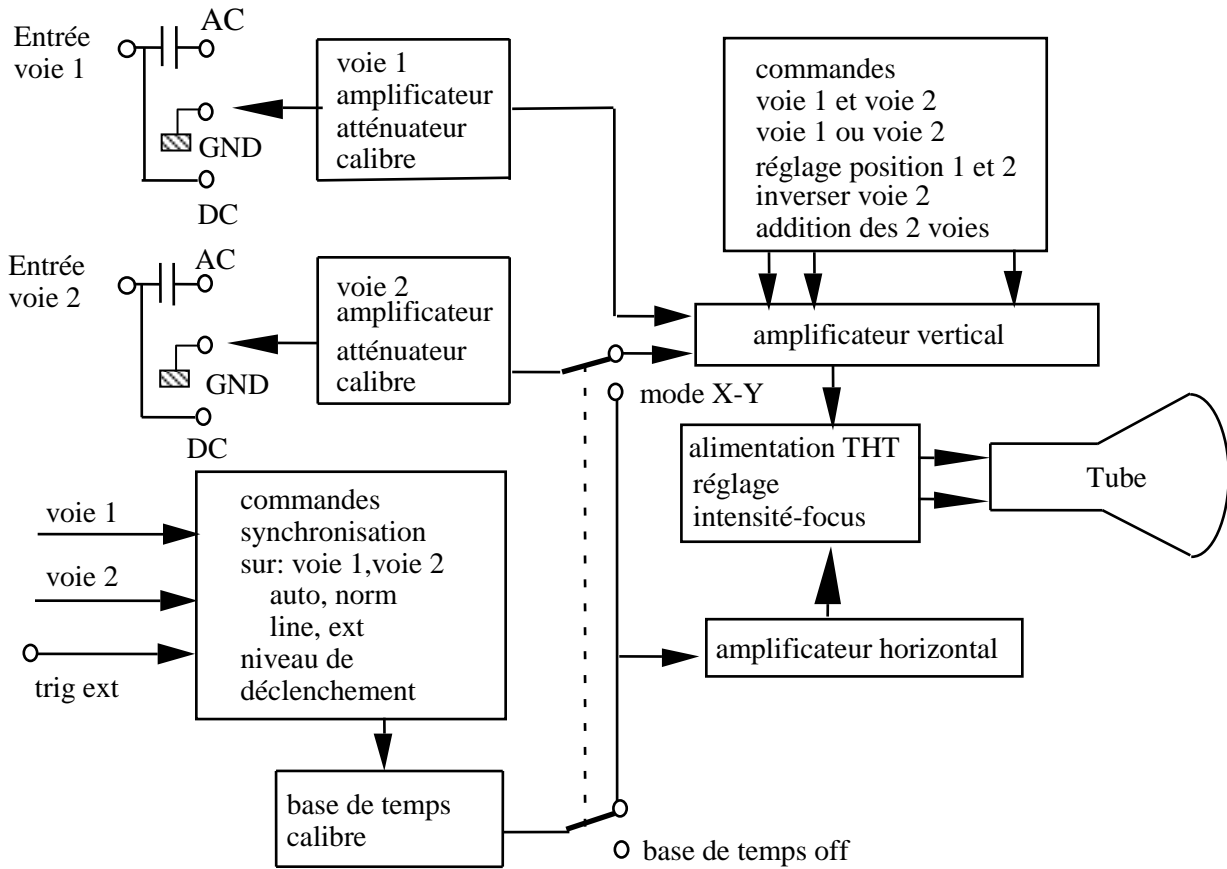 Entrée
voie 1
AC
GND
DC
voie 1
amplificateur
atténuateur
calibre
commandes
voie 1 et voie 2
voie 1 ou voie 2
réglage position 1 et 2
inverser voie 2
addition des 2 voies
Entrée
voie 2
AC
GND
DC
voie 2
amplificateur
atténuateur
calibre
amplificateur vertical
mode X-Y
alimentation THT
réglage
intensité-focus
Tube
voie 1
voie 2
trig ext
commandes
synchronisation
sur: voie 1,voie 2
auto, norm
line, ext
niveau de
déclenchement
amplificateur horizontal
base de temps
calibre
base de temps off